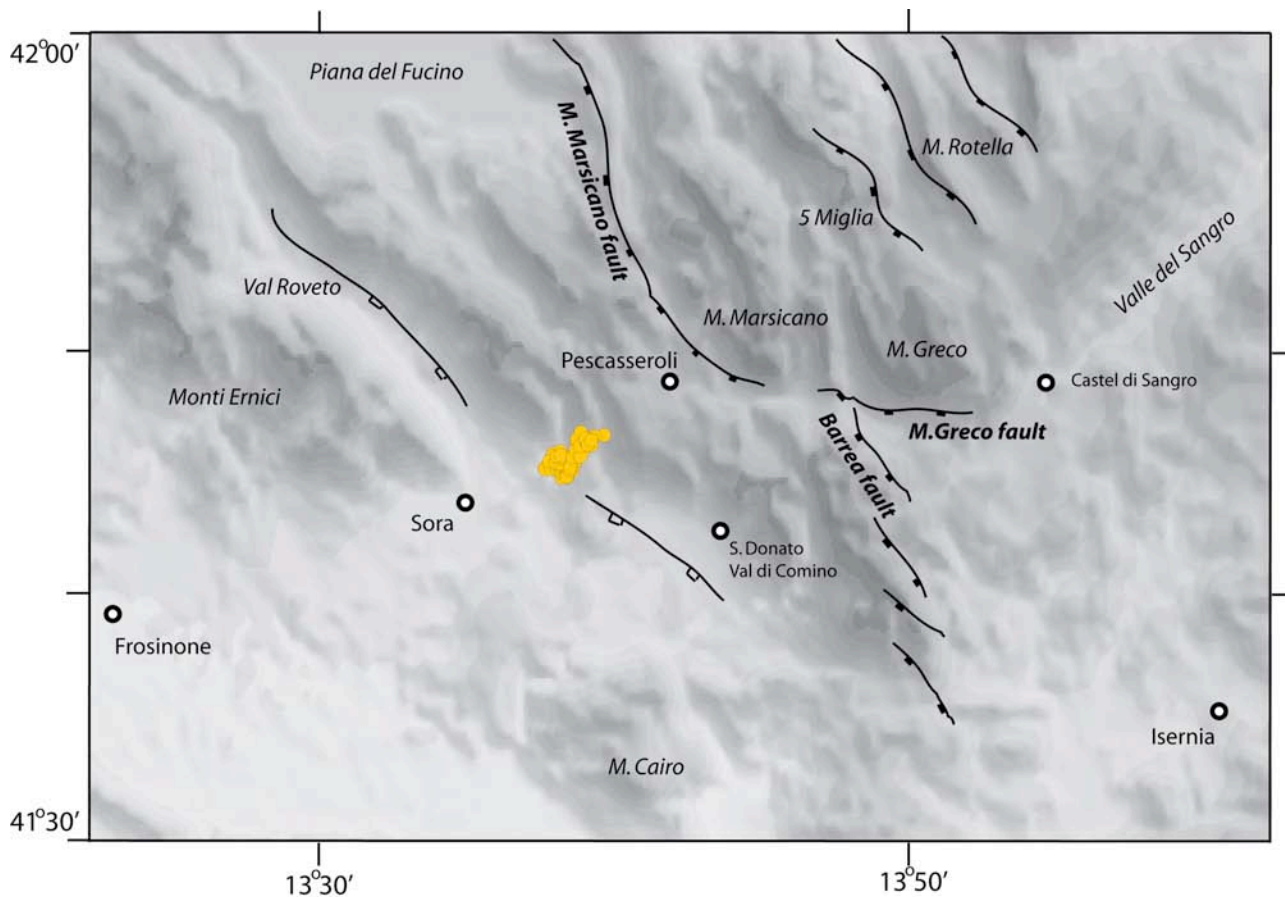 42°00'
Piana del Fucino
M. Marsicano fault
M. Rotella
5 Miglia
Valle del Sangro
Val Roveto
M. Marsicano
M. Greco
Pescasseroli
Castel di Sangro
Monti Ernici
M.Greco fault
Barrea fault
Sora
S. Donato
Val di Comino
Frosinone
Isernia
M. Cairo
41°30'
13°30'
13°50'